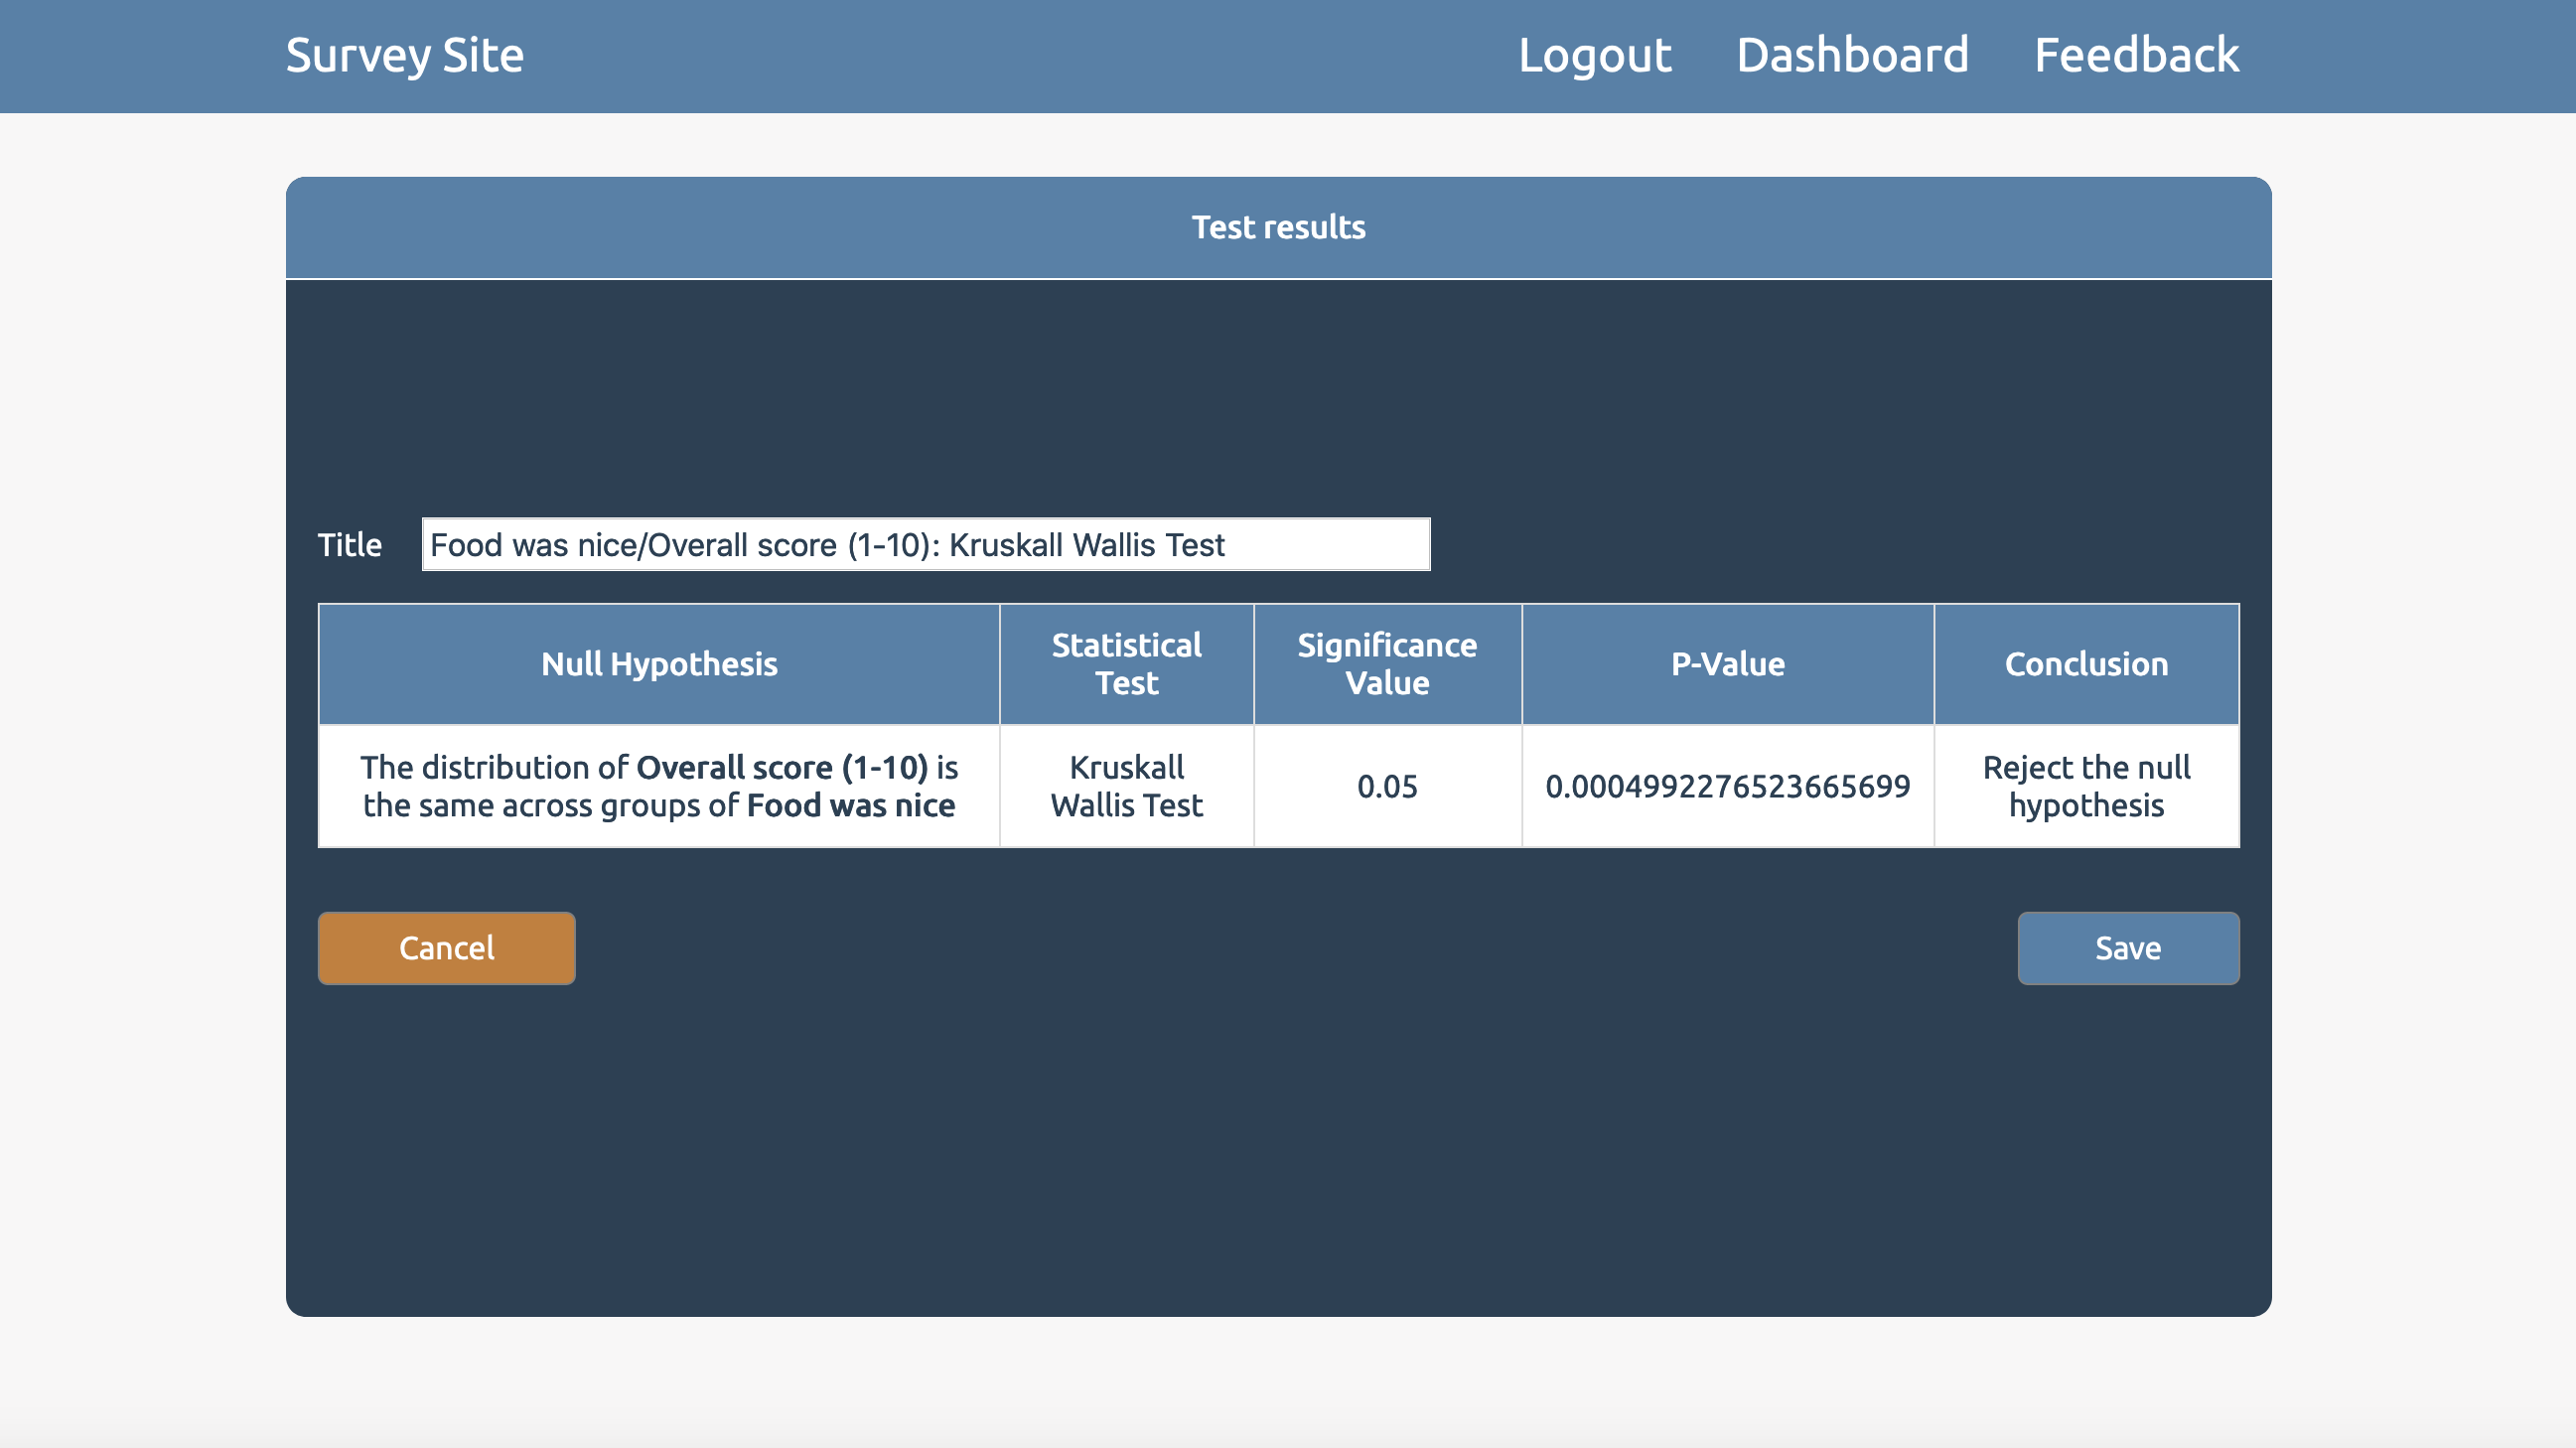 Survey Site
Logout Dashboard Feedback
Test results
Title Food was nice/Overall score (1-10): Kruskall Wallis Test
Null Hypothesis
Statistical
Test
Significance
Value
P-Value
Conclusion
The distribution of Overall score (1-10) is
the same across groups of Food was nice
Kruskall
Wallis Test
0.05
0.0004992276523665699
Reject the null
hypothesis
Cancel
Save